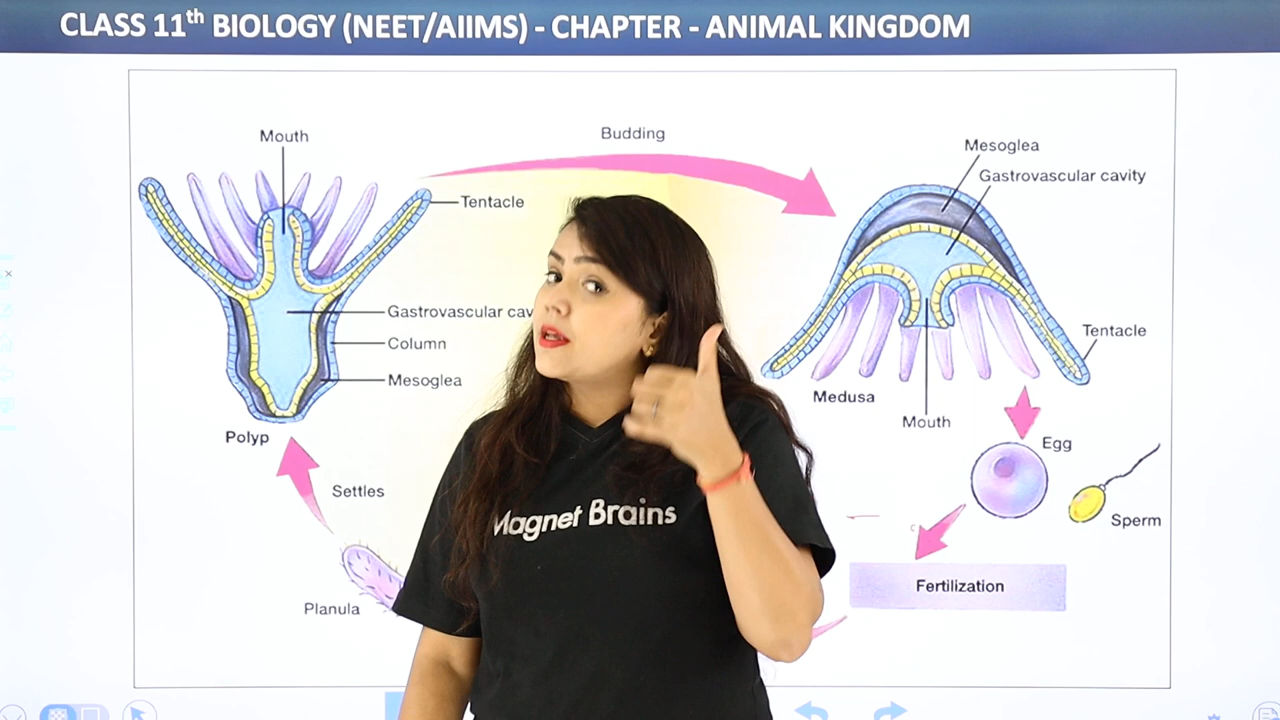 CLASS 11th BIOLOGY (NEET/AIIMS) - CHAPTER - ANIMAL KINGDOM
Mouth
Budding
Mesoglea
Gastrovascular cavity
Tentacle
Gastrovascular cav
Column
Mesoglea
Polyp
Tentacle
Medusa
Mouth
Egg
Sperm
Settles
Planula
Fertilization
Magnet Brains